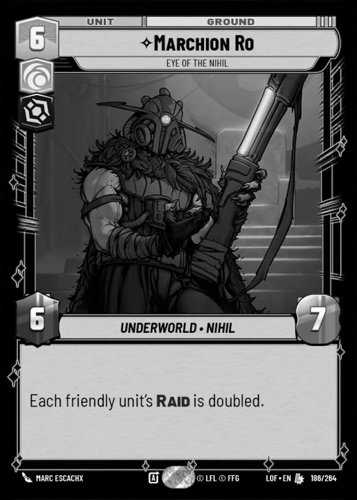 UNIT GROUND
6 ✧MARCHION RO
EYE OF THE NIHIL
6 UNDERWORLD • NIHIL 7
Each friendly unit's RAID is doubled.
MARC ESCACHX © LFL © FFG LOF • EN 186/264